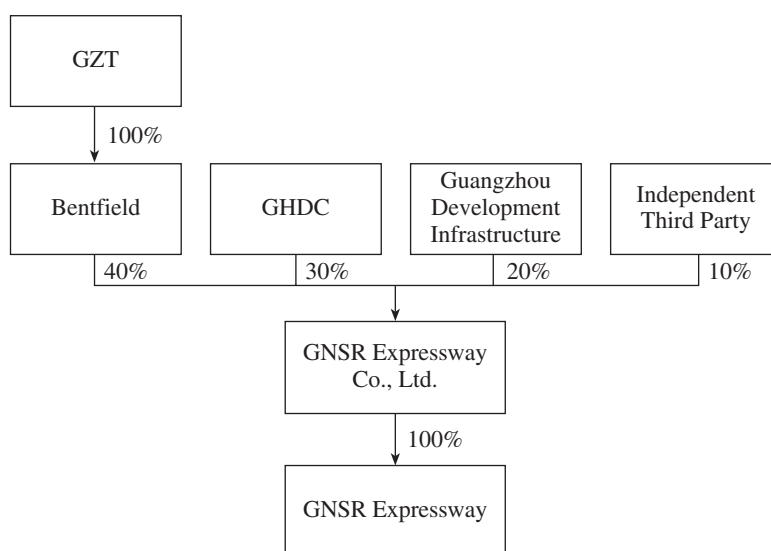 GZT
100%
Bentfield
GHDC
Guangzhou
Development
Infrastructure
Independent
Third Party
40%
30%
20%
10%
GNSR Expressway
Co., Ltd.
100%
GNSR Expressway